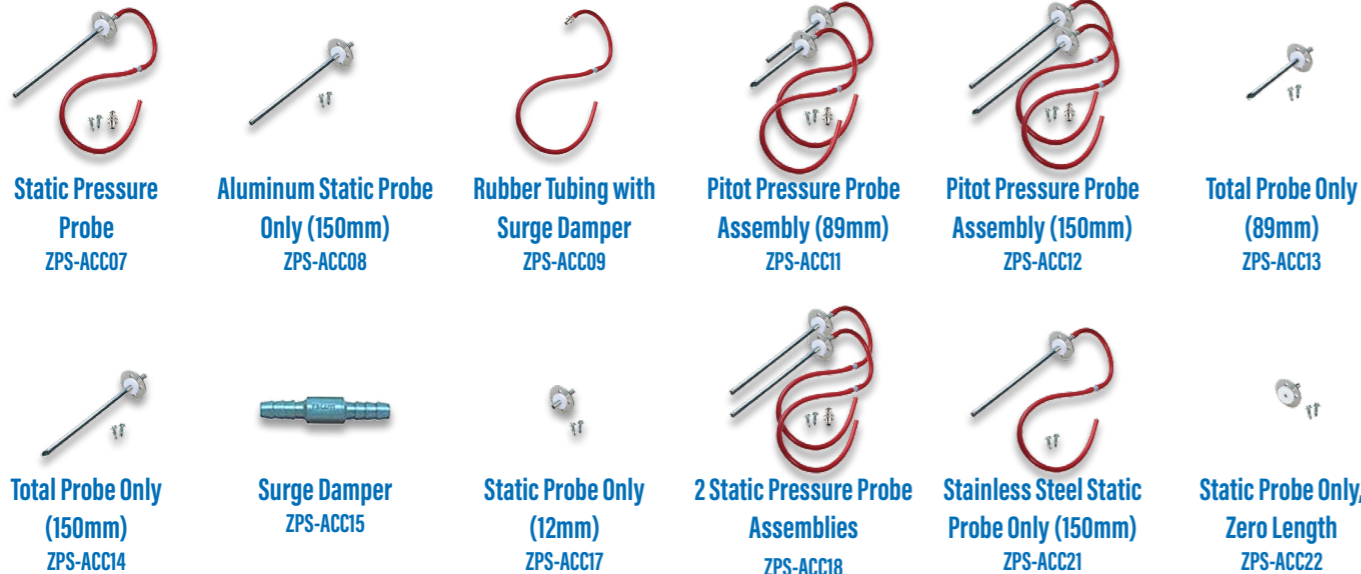 Static Pressure
Probe
ZPS-ACC07
Aluminum Static Probe
Only (150mm)
ZPS-ACC08
Rubber Tubing with
Surge Damper
ZPS-ACC09
Pitot Pressure Probe
Assembly (89mm)
ZPS-ACC11
Pitot Pressure Probe
Assembly (150mm)
ZPS-ACC12
Total Probe Only
(89mm)
ZPS-ACC13
Total Probe Only
(150mm)
ZPS-ACC14
Surge Damper
ZPS-ACC15
Static Probe Only
(12mm)
ZPS-ACC17
2 Static Pressure Probe
Assemblies
ZPS-ACC18
Stainless Steel Static
Probe Only (150mm)
ZPS-ACC21
Static Probe Only,
Zero Length
ZPS-ACC22